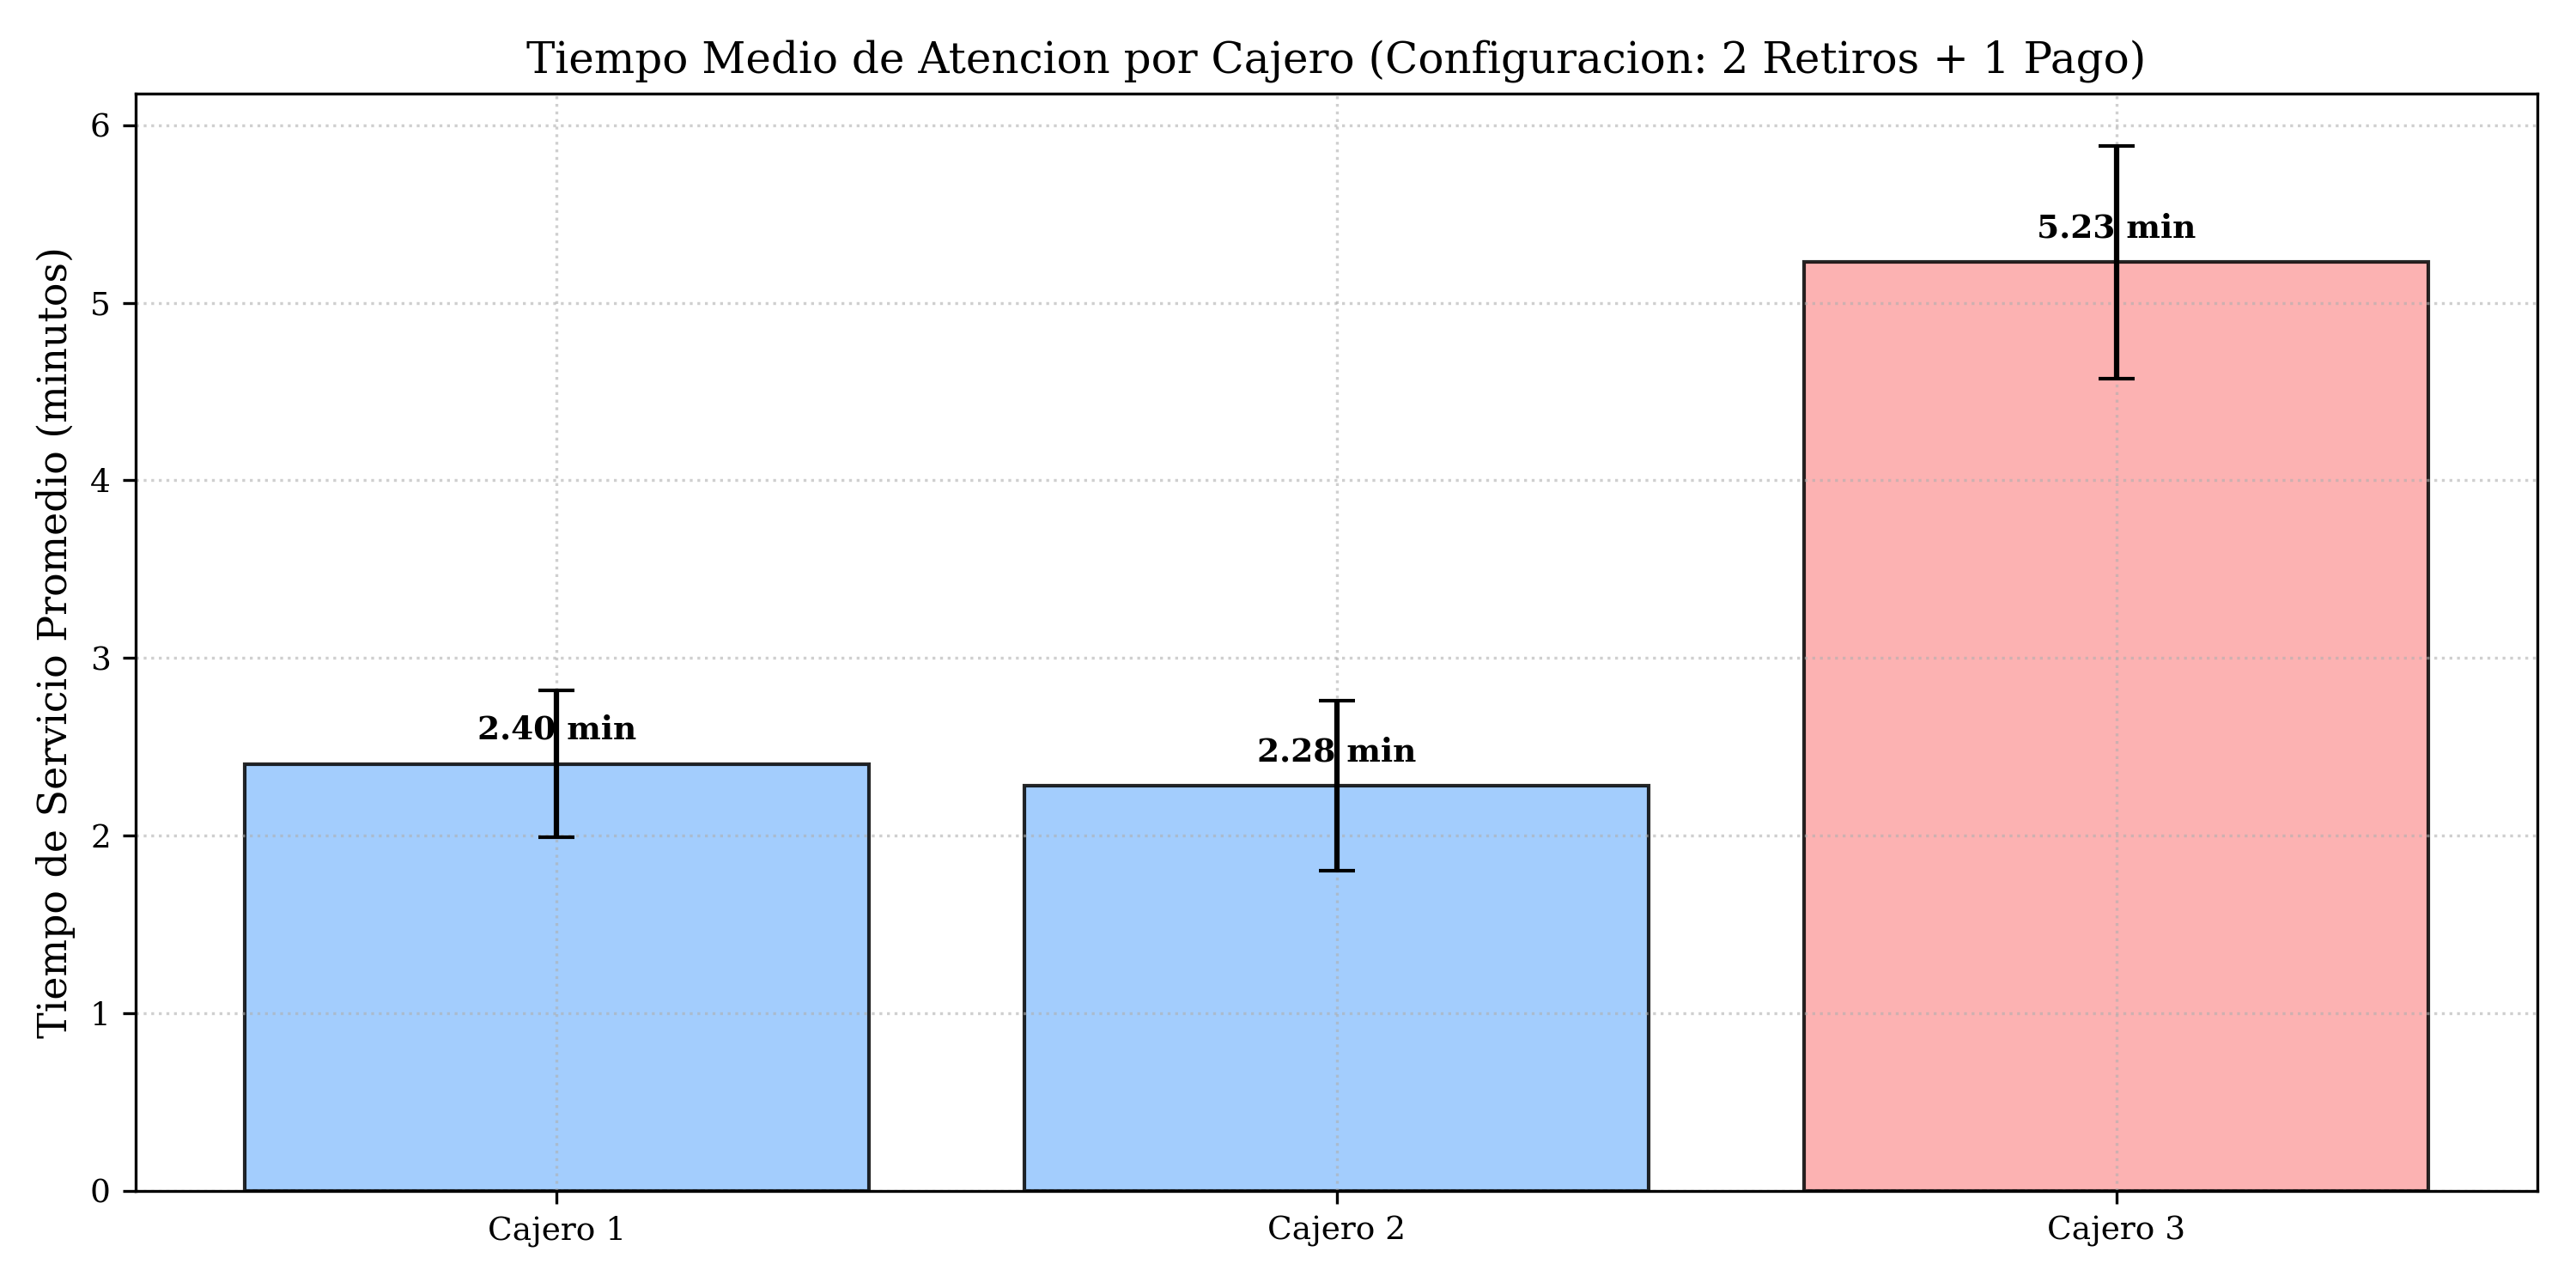 Tiempo Medio de Atencion por Cajero (Configuracion: 2 Retiros + 1 Pago)
Tiempo de Servicio Promedio (minutos)
6
5
4
3
2
1
0
2.40 min
2.28 min
5.23 min
Cajero 1
Cajero 2
Cajero 3